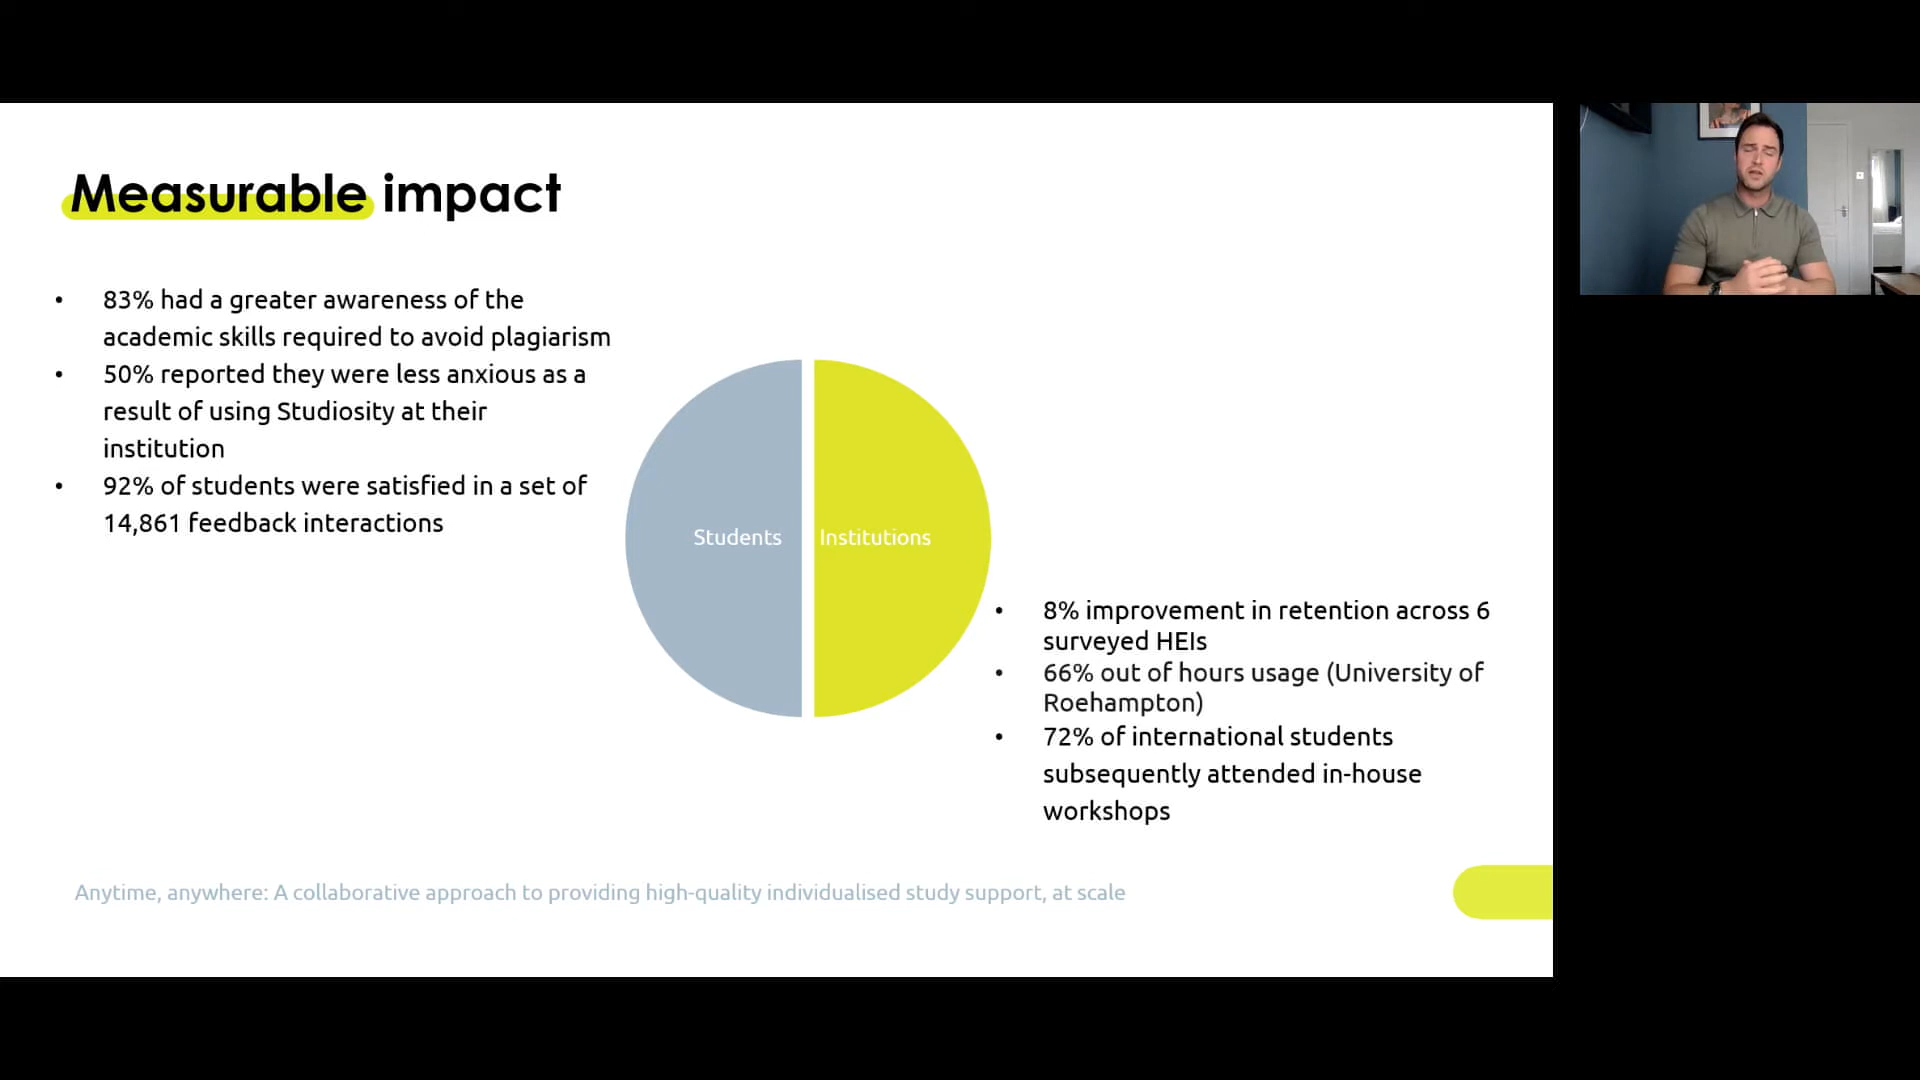 Measurable impact
• 83% had a greater awareness of the
academic skills required to avoid plagiarism
• 50% reported they were less anxious as a
result of using Studiosity at their
institution
• 92% of students were satisfied in a set of
14,861 feedback interactions
Students
Institutions
• 8% improvement in retention across 6
surveyed HEIs
• 66% out of hours usage (University of
Roehampton)
• 72% of international students
subsequently attended in-house
workshops
Anytime, anywhere: A collaborative approach to providing high-quality individualised study support, at scale